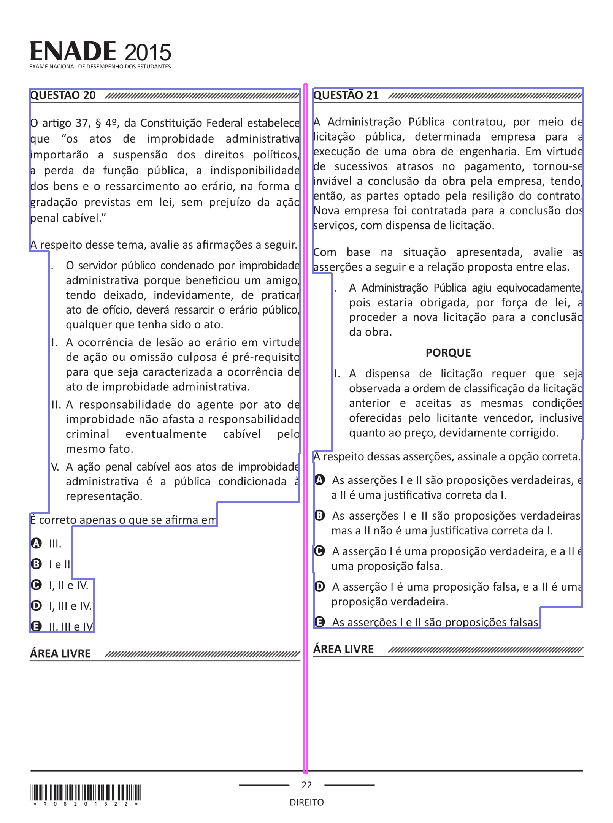 ENADE 2015
EXAME NACIONAL DE DESEMPENHO DOS ESTUDANTES
QUESTÃO 20
O artigo 37, § 4º, da Constituição Federal estabelece
que “os atos de improbidade administrativa
importarão a suspensão dos direitos políticos,
a perda da função pública, a indisponibilidade
dos bens e o ressarcimento ao erário, na forma e
gradação previstas em lei, sem prejuízo da ação
penal cabível.”
A respeito desse tema, avalie as afirmações a seguir.
I. O servidor público condenado por improbidade
administrativa porque beneficiou um amigo,
tendo deixado, indevidamente, de praticar
ato de ofício, deverá ressarcir o erário público,
qualquer que tenha sido o ato.
II. A ocorrência de lesão ao erário em virtude
de ação ou omissão culposa é pré-requisito
para que seja caracterizada a ocorrência de
ato de improbidade administrativa.
III. A responsabilidade do agente por ato de
improbidade não afasta a responsabilidade
criminal eventualmente cabível pelo
mesmo fato.
IV. A ação penal cabível aos atos de improbidade
administrativa é a pública condicionada à
representação.
É correto apenas o que se afirma em
A III.
B I e II.
C I, II e IV.
D I, III e IV.
E II, III e IV.
ÁREA LIVRE
QUESTÃO 21
A Administração Pública contratou, por meio de
licitação pública, determinada empresa para a
execução de uma obra de engenharia. Em virtude
de sucessivos atrasos no pagamento, tornou-se
inviável a conclusão da obra pela empresa, tendo,
então, as partes optado pela resilição do contrato.
Nova empresa foi contratada para a conclusão dos
serviços, com dispensa de licitação.
Com base na situação apresentada, avalie as
asserções a seguir e a relação proposta entre elas.
I. A Administração Pública agiu equivocadamente,
pois estaria obrigada, por força de lei, a
proceder a nova licitação para a conclusão
da obra.
PORQUE
II. A dispensa de licitação requer que seja
observada a ordem de classificação da licitação
anterior e aceitas as mesmas condições
oferecidas pelo licitante vencedor, inclusive
quanto ao preço, devidamente corrigido.
A respeito dessas asserções, assinale a opção correta.
A As asserções I e II são proposições verdadeiras, e
a II é uma justificativa correta da I.
B As asserções I e II são proposições verdadeiras,
mas a II não é uma justificativa correta da I.
C A asserção I é uma proposição verdadeira, e a II é
uma proposição falsa.
D A asserção I é uma proposição falsa, e a II é uma
proposição verdadeira.
E As asserções I e II são proposições falsas.
ÁREA LIVRE
22
DIREITO